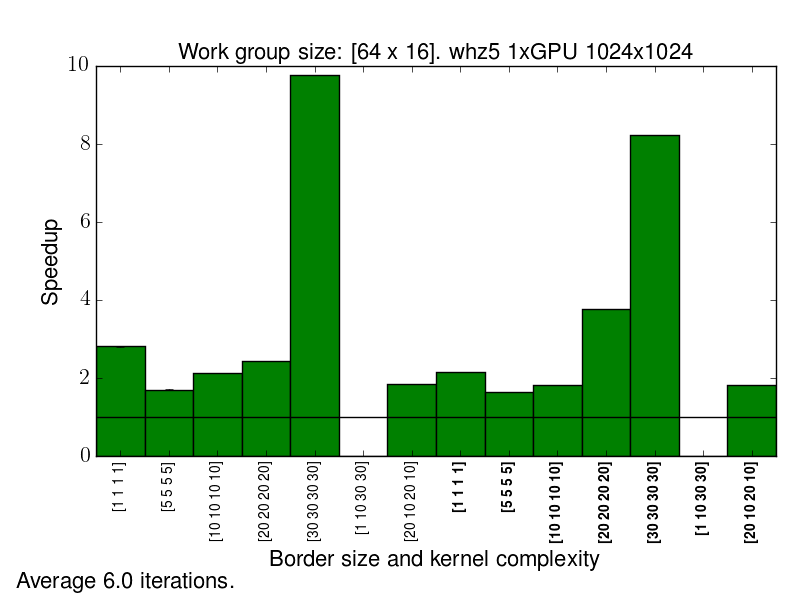 Work group size: [64 x 16]. whz5 1xGPU 1024x1024
10
8
6
4
2
0
Speedup
[1 1 1 1]
[5 5 5 5]
[10 10 10 10]
[20 20 20 20]
[30 30 30 30]
[1 10 30 30]
[20 10 20 10]
[1 1 1 1]
[5 5 5 5]
[10 10 10 10]
[20 20 20 20]
[30 30 30 30]
[1 10 30 30]
[20 10 20 10]
Border size and kernel complexity
Average 6.0 iterations.